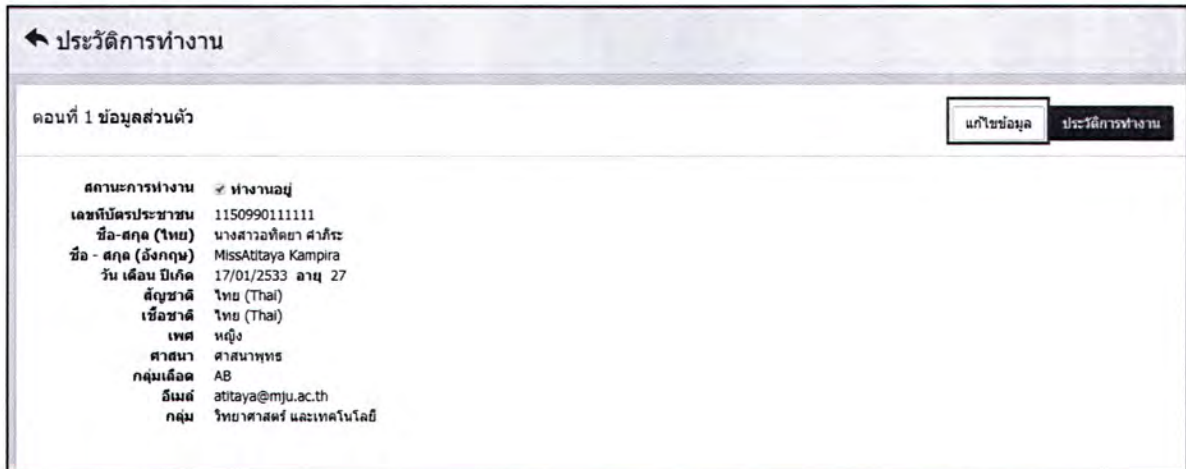 ประวัติการทำงาน
ตอนที่ 1 ข้อมูลส่วนตัว
แก้ไขข้อมูล ประวัติการทำงาน
สถานะการทำงาน ทำงานอยู่
เลขที่บัตรประชาชน 1150990111111
ชื่อ-สกุล (ไทย) นางสาวอทิตยา คำภิระ
ชื่อ - สกุล (อังกฤษ) MissAtitaya Kampira
วัน เดือน ปีเกิด 17/01/2533 อายุ 27
สัญชาติ ไทย (Thai)
เชื้อชาติ ไทย (Thai)
เพศ หญิง
ศาสนา ศาสนาพุทธ
กลุ่มเลือด AB
อีเมล์ atitaya@mju.ac.th
กลุ่ม วิทยาศาสตร์ และเทคโนโลยี